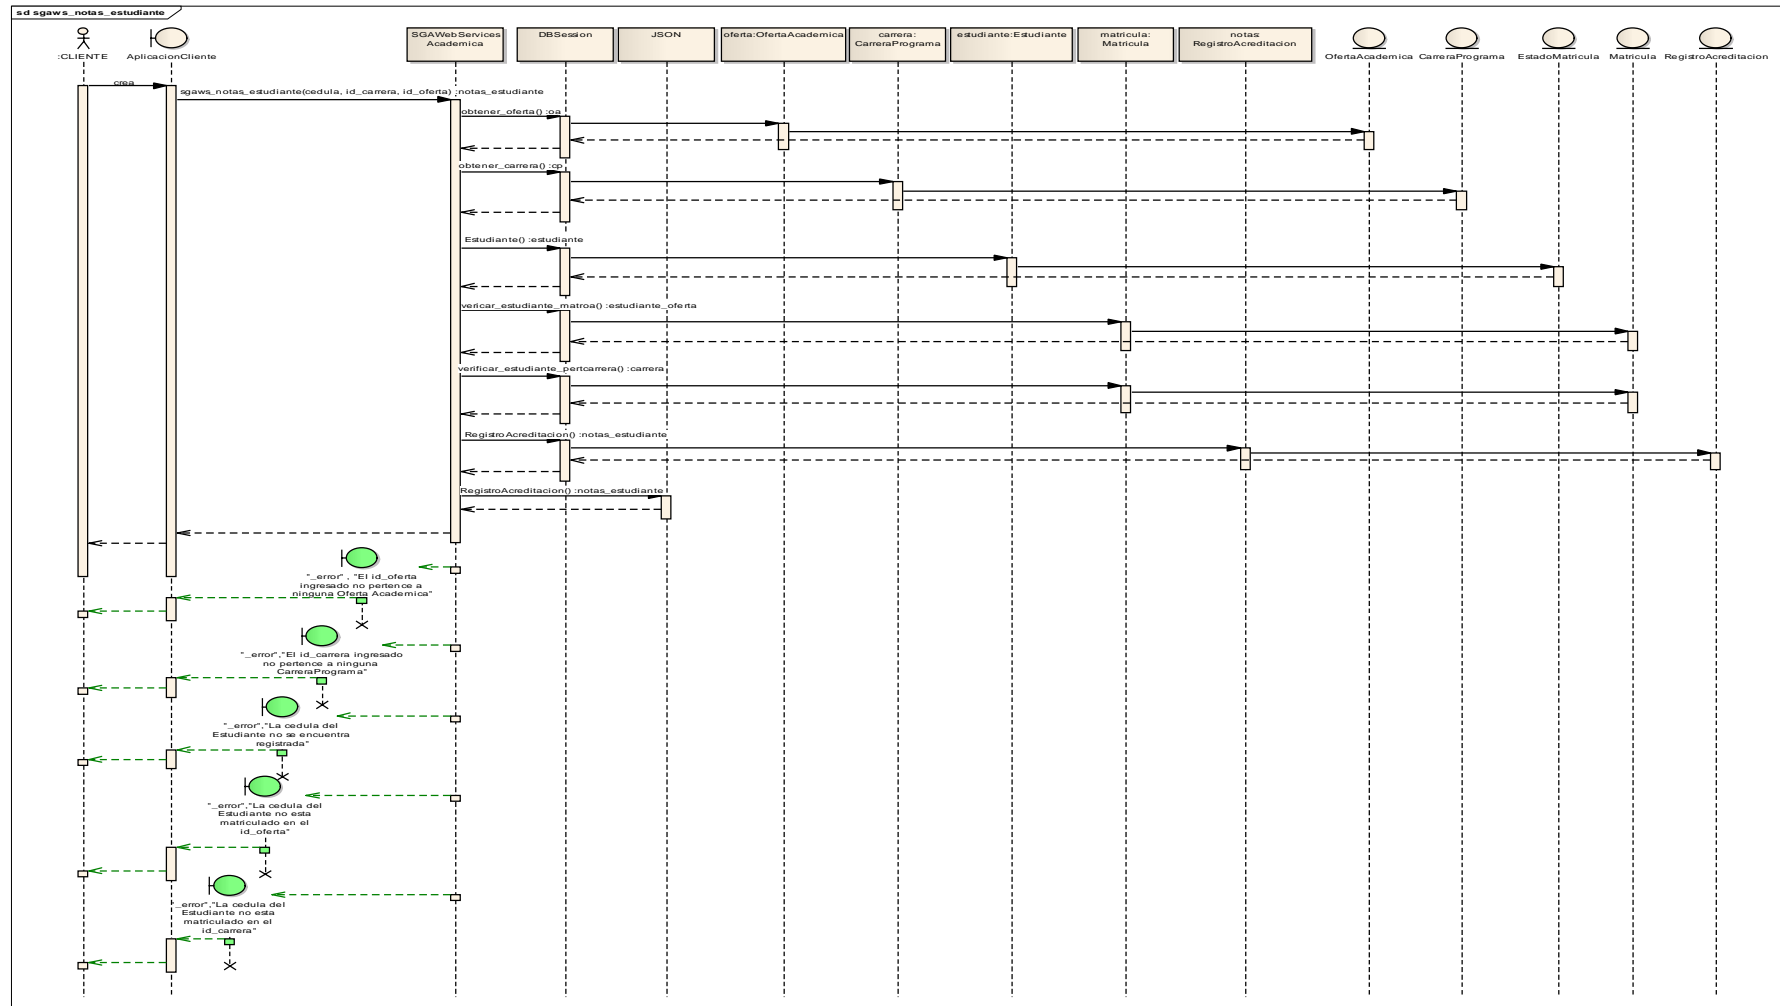 sd sgaws_notas_estudiante
:CLIENTE
AplicacionCliente
SGAWebServices
Academica
DBSession
JSON
oferta:OfertaAcademica
carrera:
CarreraPrograma
estudiante:Estudiante
matricula:
Matricula
notas:
RegistroAcreditacion
OfertaAcademica
CarreraPrograma
EstadoMatricula
Matricula
RegistroAcreditacion
crea
sgaws_notas_estudiante(cedula, id_carrera, id_oferta) :notas_estudiante
obtener_oferta() :oa
obtener_carrera() :cp
Estudiante() :estudiante
vericar_estudiante_matroa() :estudiante_oferta
verificar_estudiante_pertcarrera() :carrera
RegistroAcreditacion() :notas_estudiante
RegistroAcreditacion() :notas_estudiante
"_error" , "El id_oferta
ingresado no pertence a
ninguna Oferta Academica"
"_error","El id_carrera ingresado
no pertence a ninguna
CarreraPrograma"
"_error","La cedula del
Estudiante no se encuentra
registrada"
"_error","La cedula del
Estudiante no esta
matriculado en el
id_oferta"
"_error","La cedula del
Estudiante no esta
matriculado en el
id_carrera"